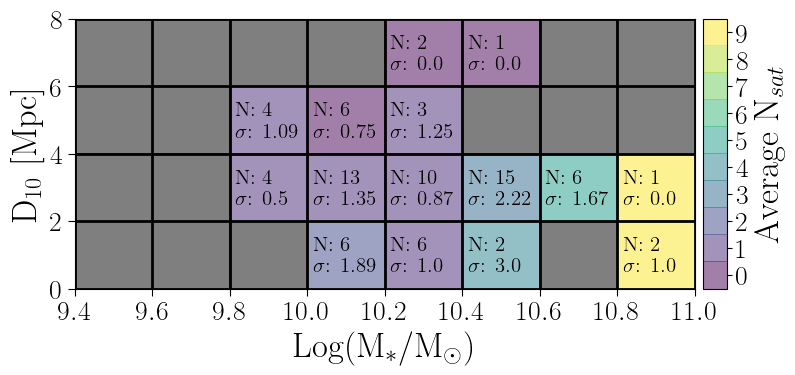 8
N: 2
σ: 0.0
N: 1
σ: 0.0
6
N: 4
σ: 1.09
N: 6
σ: 0.75
N: 3
σ: 1.25
4
N: 4
σ: 0.5
N: 13
σ: 1.35
N: 10
σ: 0.87
N: 15
σ: 2.22
N: 6
σ: 1.67
N: 1
σ: 0.0
2
N: 6
σ: 1.89
N: 6
σ: 1.0
N: 2
σ: 3.0
N: 2
σ: 1.0
0
D₁₀ [Mpc]
9.4 9.6 9.8 10.0 10.2 10.4 10.6 10.8 11.0
Log(M_*/M_⊙)
9
8
7
6
5
4
3
2
1
0
Average N_sat